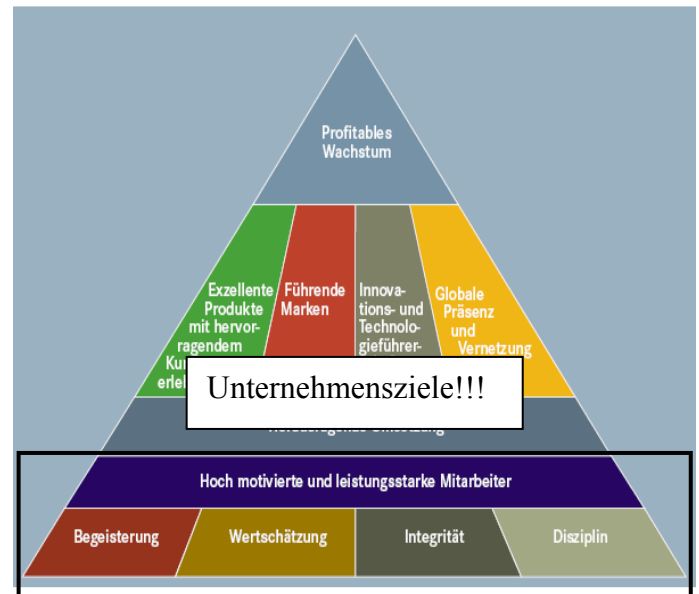 Profitables
Wachstum
Exzellente
Produkte
mit hervor-
ragendem
Führende
Marken
Innova-
tions- und
Technolo-
gieführer-
Globale
Präsenz
und
Vernetzung
Unternehmensziele!!!
Hoch motivierte und leistungsstarke Mitarbeiter
Begeisterung
Wertschätzung
Integrität
Disziplin